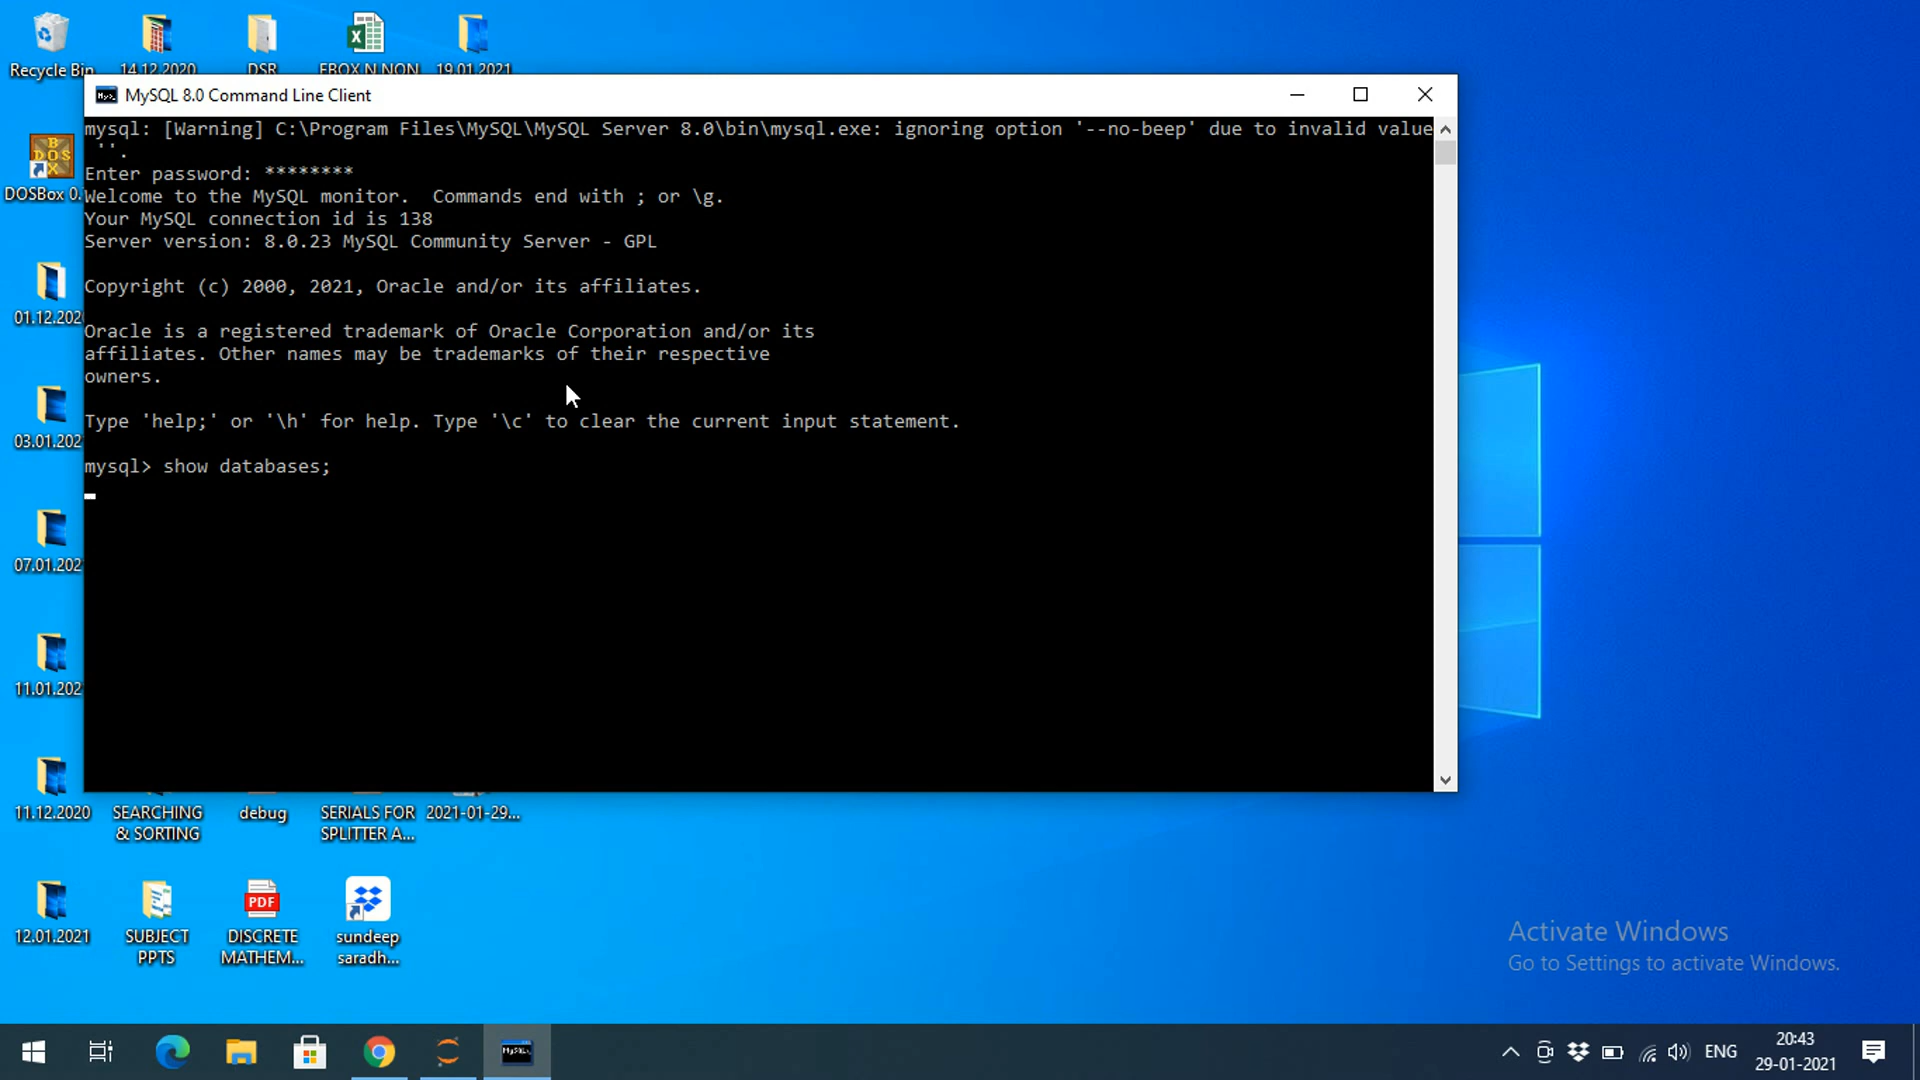 Recycle Bin
14.12.2020
DSR
EBOX N NON
19.01.2021
MySQL 8.0 Command Line Client
mysql: [Warning] C:\Program Files\MySQL\MySQL Server 8.0\bin\mysql.exe: ignoring option '--no-beep' due to invalid value
''.
Enter password: ********
Welcome to the MySQL monitor.  Commands end with ; or \g.
Your MySQL connection id is 138
Server version: 8.0.23 MySQL Community Server - GPL
Copyright (c) 2000, 2021, Oracle and/or its affiliates.
Oracle is a registered trademark of Oracle Corporation and/or its
affiliates. Other names may be trademarks of their respective
owners.
Type 'help;' or '\h' for help. Type '\c' to clear the current input statement.
mysql> show databases;
DOSBox 0.
01.12.202
03.01.202
07.01.202
11.01.202
11.12.2020
SEARCHING
& SORTING
debug
SERIALS FOR
SPLITTER A...
2021-01-29...
12.01.2021
SUBJECT
PPTS
DISCRETE
MATHEM...
sundeep
saradh...
PDF
Activate Windows
Go to Settings to activate Windows.
ENG
20:43
29-01-2021